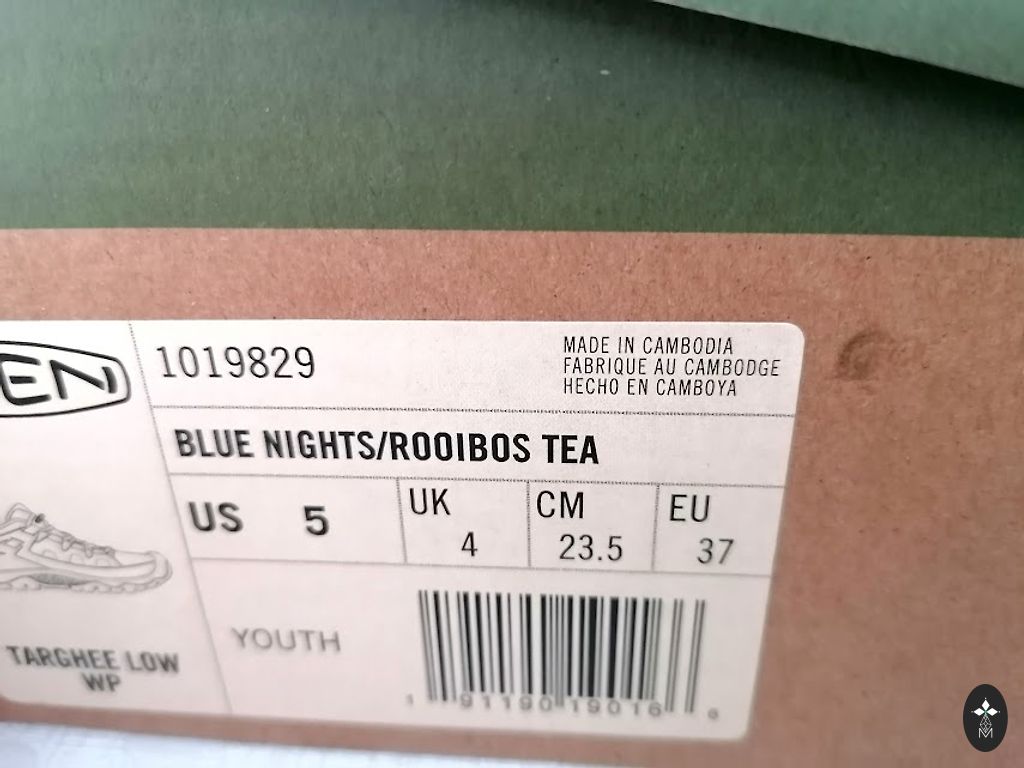 EN
1019829
MADE IN CAMBODIA
FABRIQUE AU CAMBODGE
HECHO EN CAMBOYA
BLUE NIGHTS/ROOIBOS TEA
US 5
UK 4
CM 23.5
EU 37
YOUTH
TARGHEE LOW
WP
1 91190 19016 6
M